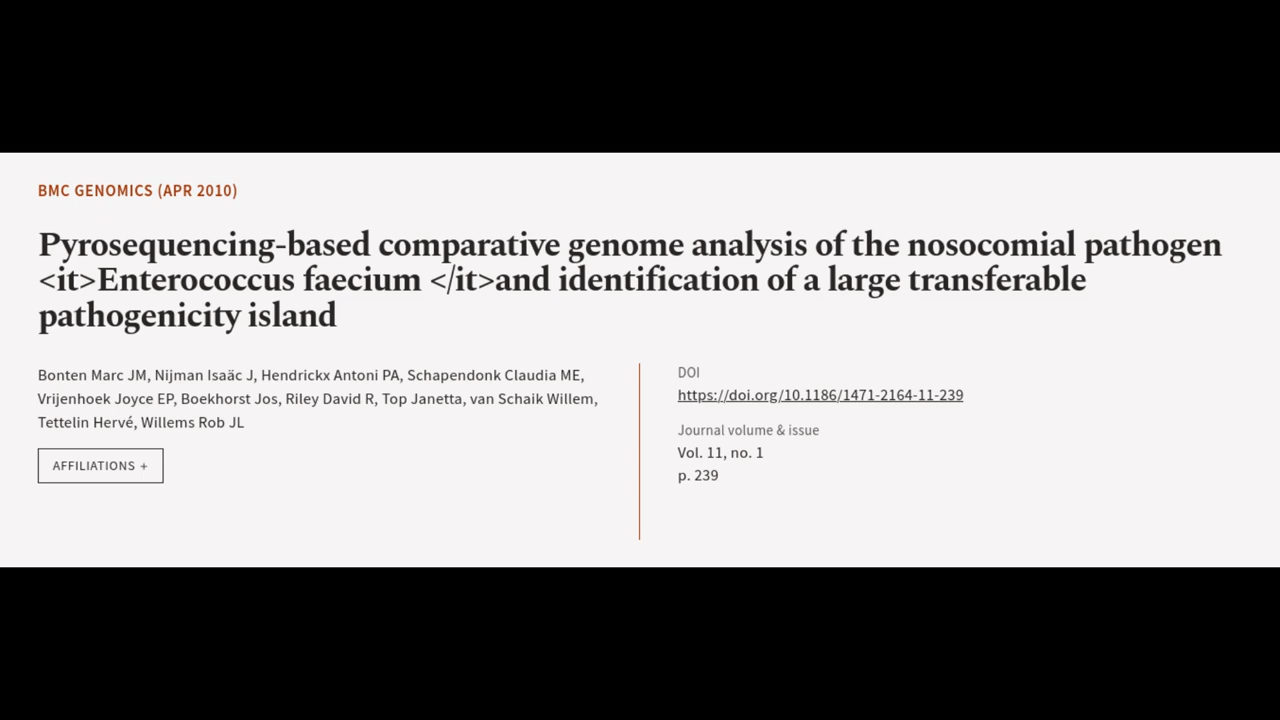 BMC GENOMICS (APR 2010)
Pyrosequencing-based comparative genome analysis of the nosocomial pathogen
<it>Enterococcus faecium </it>and identification of a large transferable
pathogenicity island
Bonten Marc JM, Nijman Isaäc J, Hendrickx Antoni PA, Schapendonk Claudia ME,
Vrijenhoek Joyce EP, Boekhorst Jos, Riley David R, Top Janetta, van Schaik Willem,
Tettelin Hervé, Willems Rob JL
AFFILIATIONS +
DOI
https://doi.org/10.1186/1471-2164-11-239
Journal volume & issue
Vol. 11, no. 1
p. 239